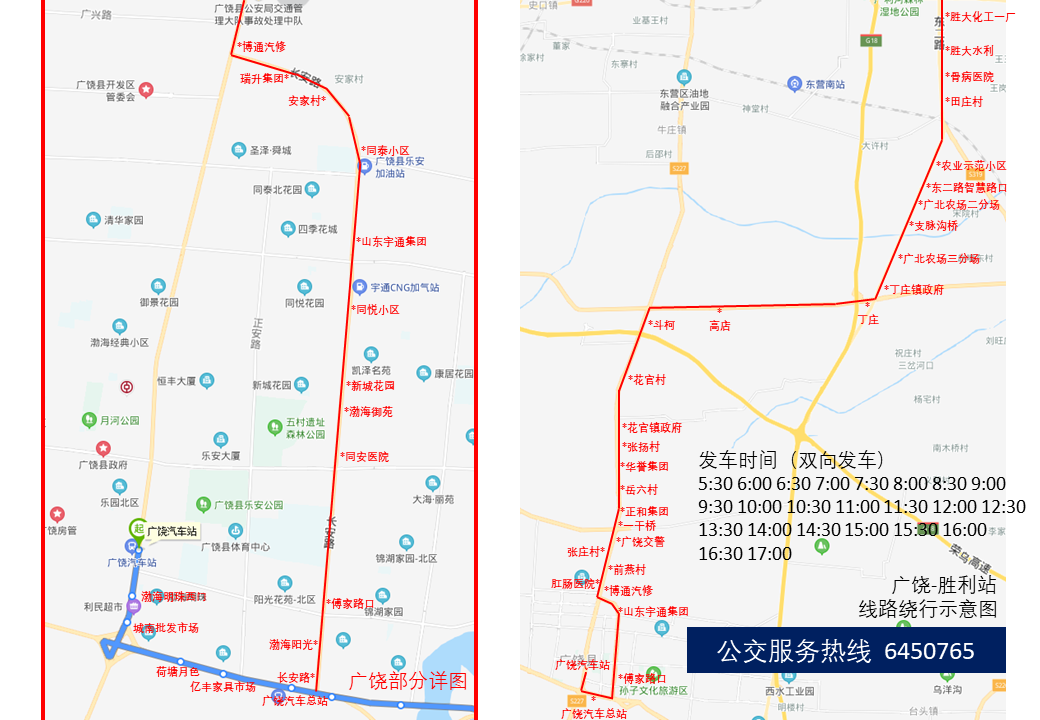 广兴路
广饶县公安局交通管
理大队事故处理中队
*博通汽修
瑞升集团*
长安路
安家村
广饶县开发区
管委会
安家村*
圣泽·舜城
*同泰小区
广饶县乐安
加油站
同泰北花园
清华家园
四季花城
*山东宇通集团
御景花园
同悦花园
宇通CNG加气站
*同悦小区
正安路
渤海经典小区
凯泽名苑
恒丰大厦
新城花园
*新城花园
康居花园
*渤海御苑
月河公园
五村遗址
森林公园
乐安大厦
广饶县政府
*同安医院
乐园北区
大海·丽苑
广饶县乐安公园
饶房管
起
广饶汽车站
广饶县体育中心
长安路
锦湖家园-北区
广饶汽车站
阳光花苑-北区
渤海明珠西门
利民超市
*傅家路口
锦湖家园
城南批发市场
渤海阳光*
荷塘月色
长安路*
亿丰家具市场
广饶汽车总站
广饶部分详图
史口镇
G220
业基王村
湿地公园
东二路
*胜大化工一厂
G18
董家
*胜大水利
徐家村
东寨村
*兽病医院
东营区油地
融合产业园
东营南站
*田庄村
神堂村
牛庄镇
大许村
后邵村
S227
*农业示范小区
S319
*东二路智慧路口
*广北农场二分场
宋院村
*支脉沟桥
*广北农场三分场
*丁庄镇政府
*
丁庄
*
高店
*斗柯
祝庄村
三岔河口
*花官村
杨宅村
*花官镇政府
*张扬村
南木桥村
*华誉集团
*岳六村
*正和集团
*一干桥
*广饶交警
张庄村*
*前燕村
肛肠医院*
*博通汽修
*山东宇通集团
发车时间（双向发车）
5:30 6:00 6:30 7:00 7:30 8:00 8:30 9:00
9:30 10:00 10:30 11:00 11:30 12:00 12:30
13:30 14:00 14:30 15:00 15:30 16:00
16:30 17:00
荣乌高速
广饶-胜利站
线路绕行示意图
公交服务热线 6450765
广饶汽车站
*傅家路口
孙子文化旅游区
S227
*
广饶汽车总站
西水工业园
明楼村
乌洋沟
S227
台头镇